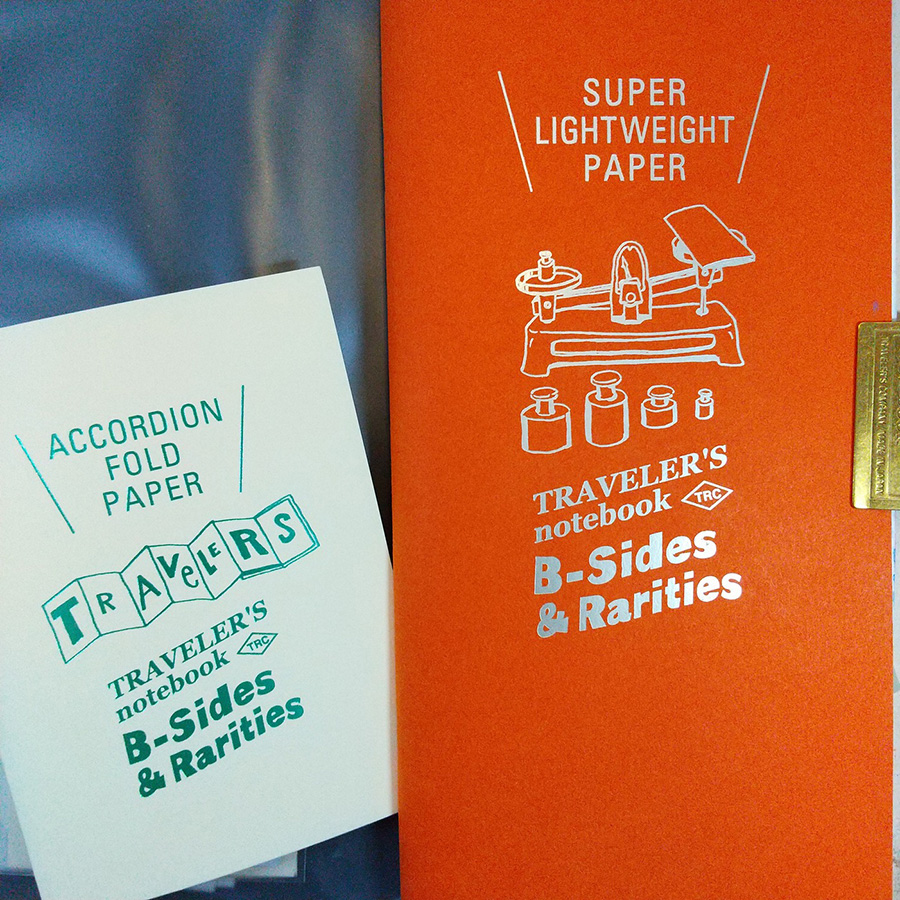 SUPER
LIGHTWEIGHT
PAPER
TRAVELER'S
notebook TRC
B-Sides
& Rarities
ACCORDION
FOLD
PAPER
TRAVELERS
TRAVELER'S
notebook TRC
B-Sides
& Rarities